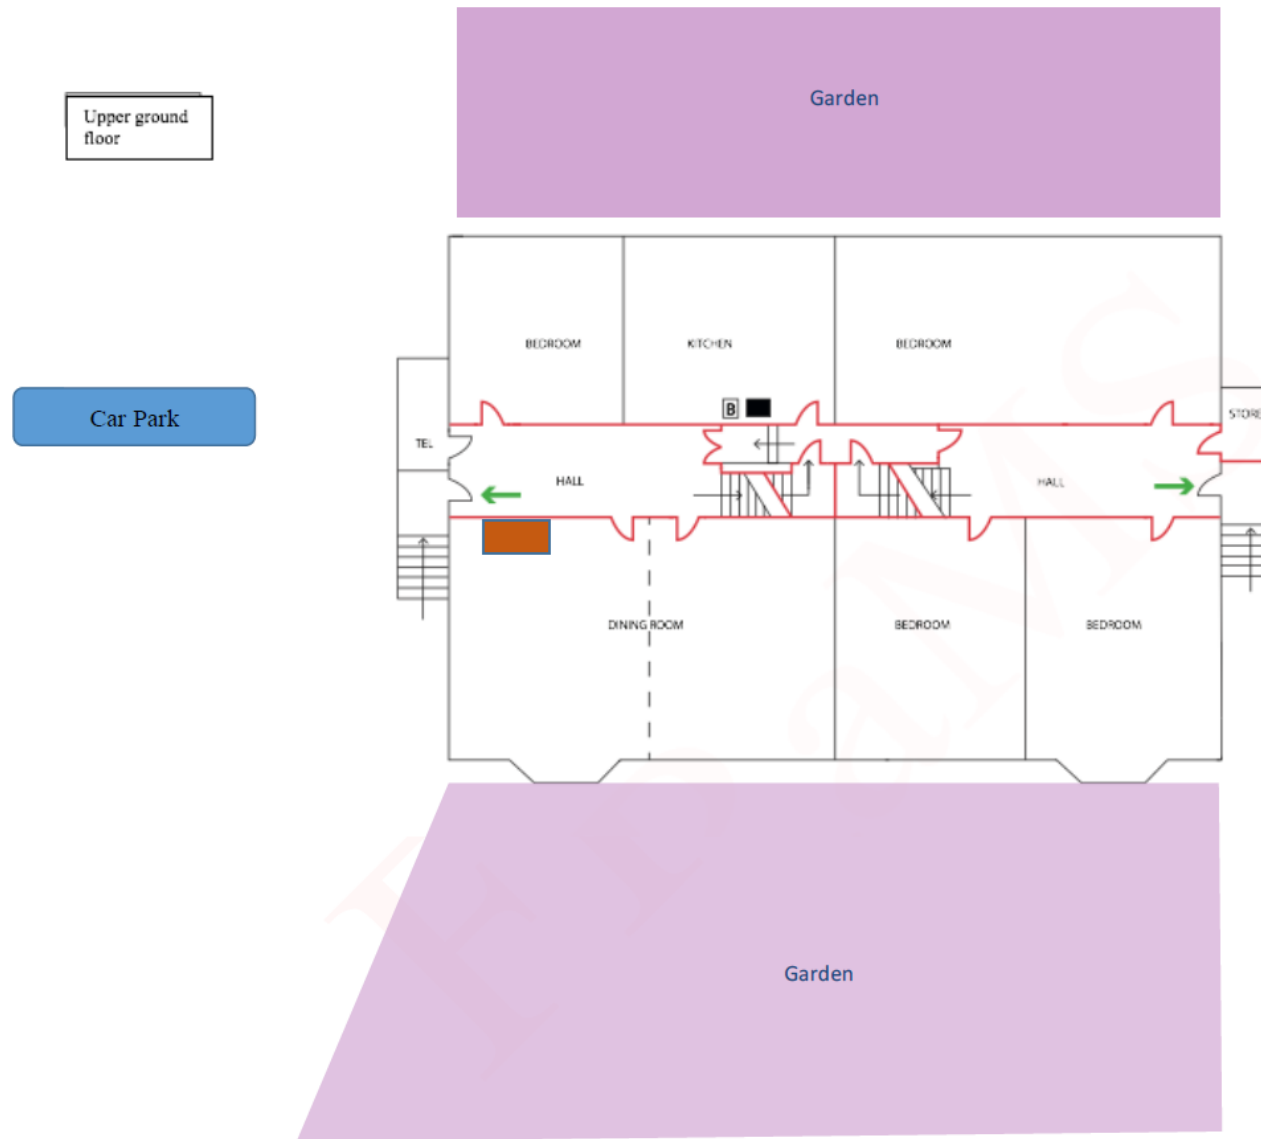 Garden
Upper ground
floor
BEDROOM
KITCHEN
BEDROOM
B
STORE
Car Park
TEL
HALL
HALL
DINING ROOM
BEDROOM
BEDROOM
Garden